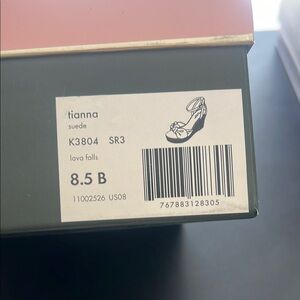 tianna
suede
K3804 SR3
lava falls
8.5 B
11002526 US08
767883128305